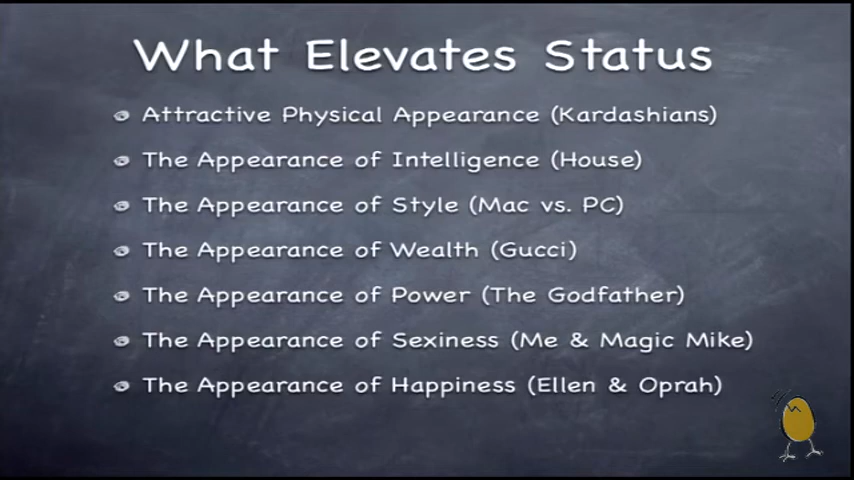 What Elevates Status
Attractive Physical Appearance (Kardashians)
The Appearance of Intelligence (House)
The Appearance of Style (Mac vs. PC)
The Appearance of Wealth (Gucci)
The Appearance of Power (The Godfather)
The Appearance of Sexiness (Me & Magic Mike)
The Appearance of Happiness (Ellen & Oprah)